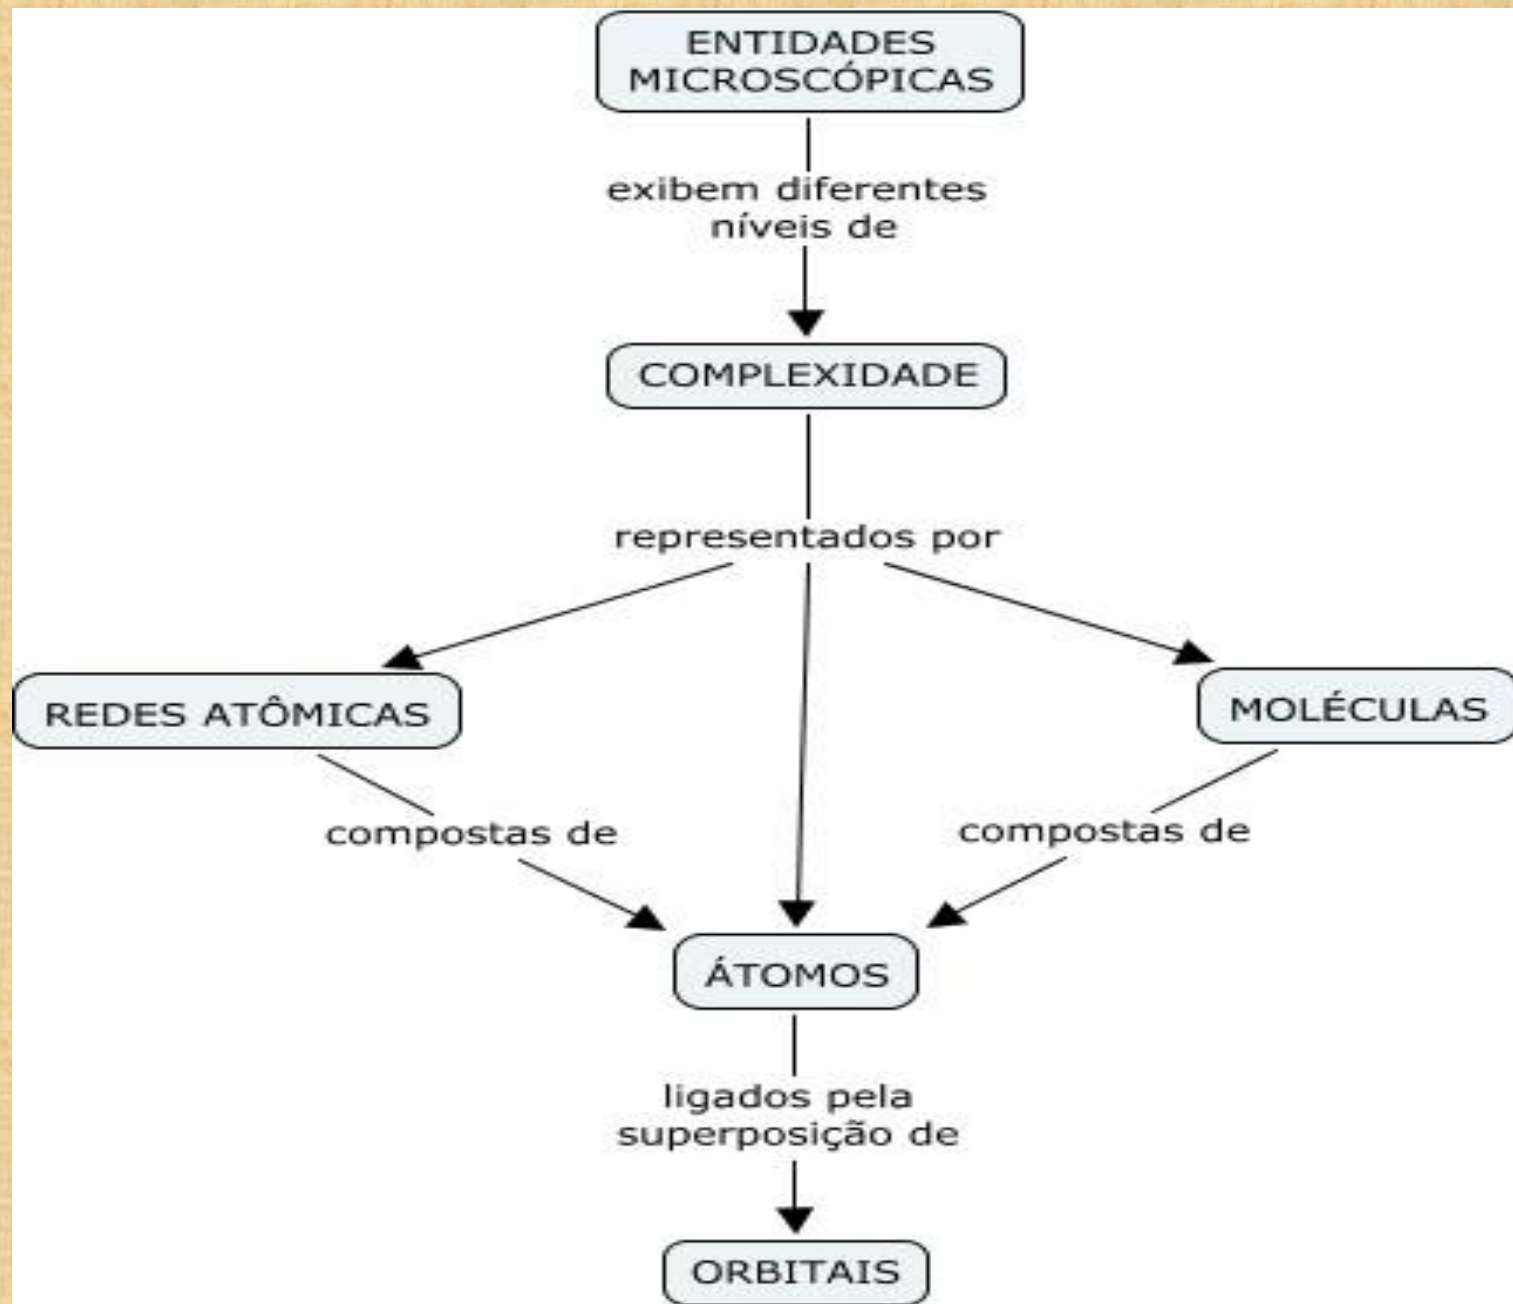 ENTIDADES
MICROSCÓPICAS
exibem diferentes
níveis de
COMPLEXIDADE
representados por
REDES ATÔMICAS
MOLÉCULAS
compostas de
compostas de
ÁTOMOS
ligados pela
superposição de
ORBITAIS